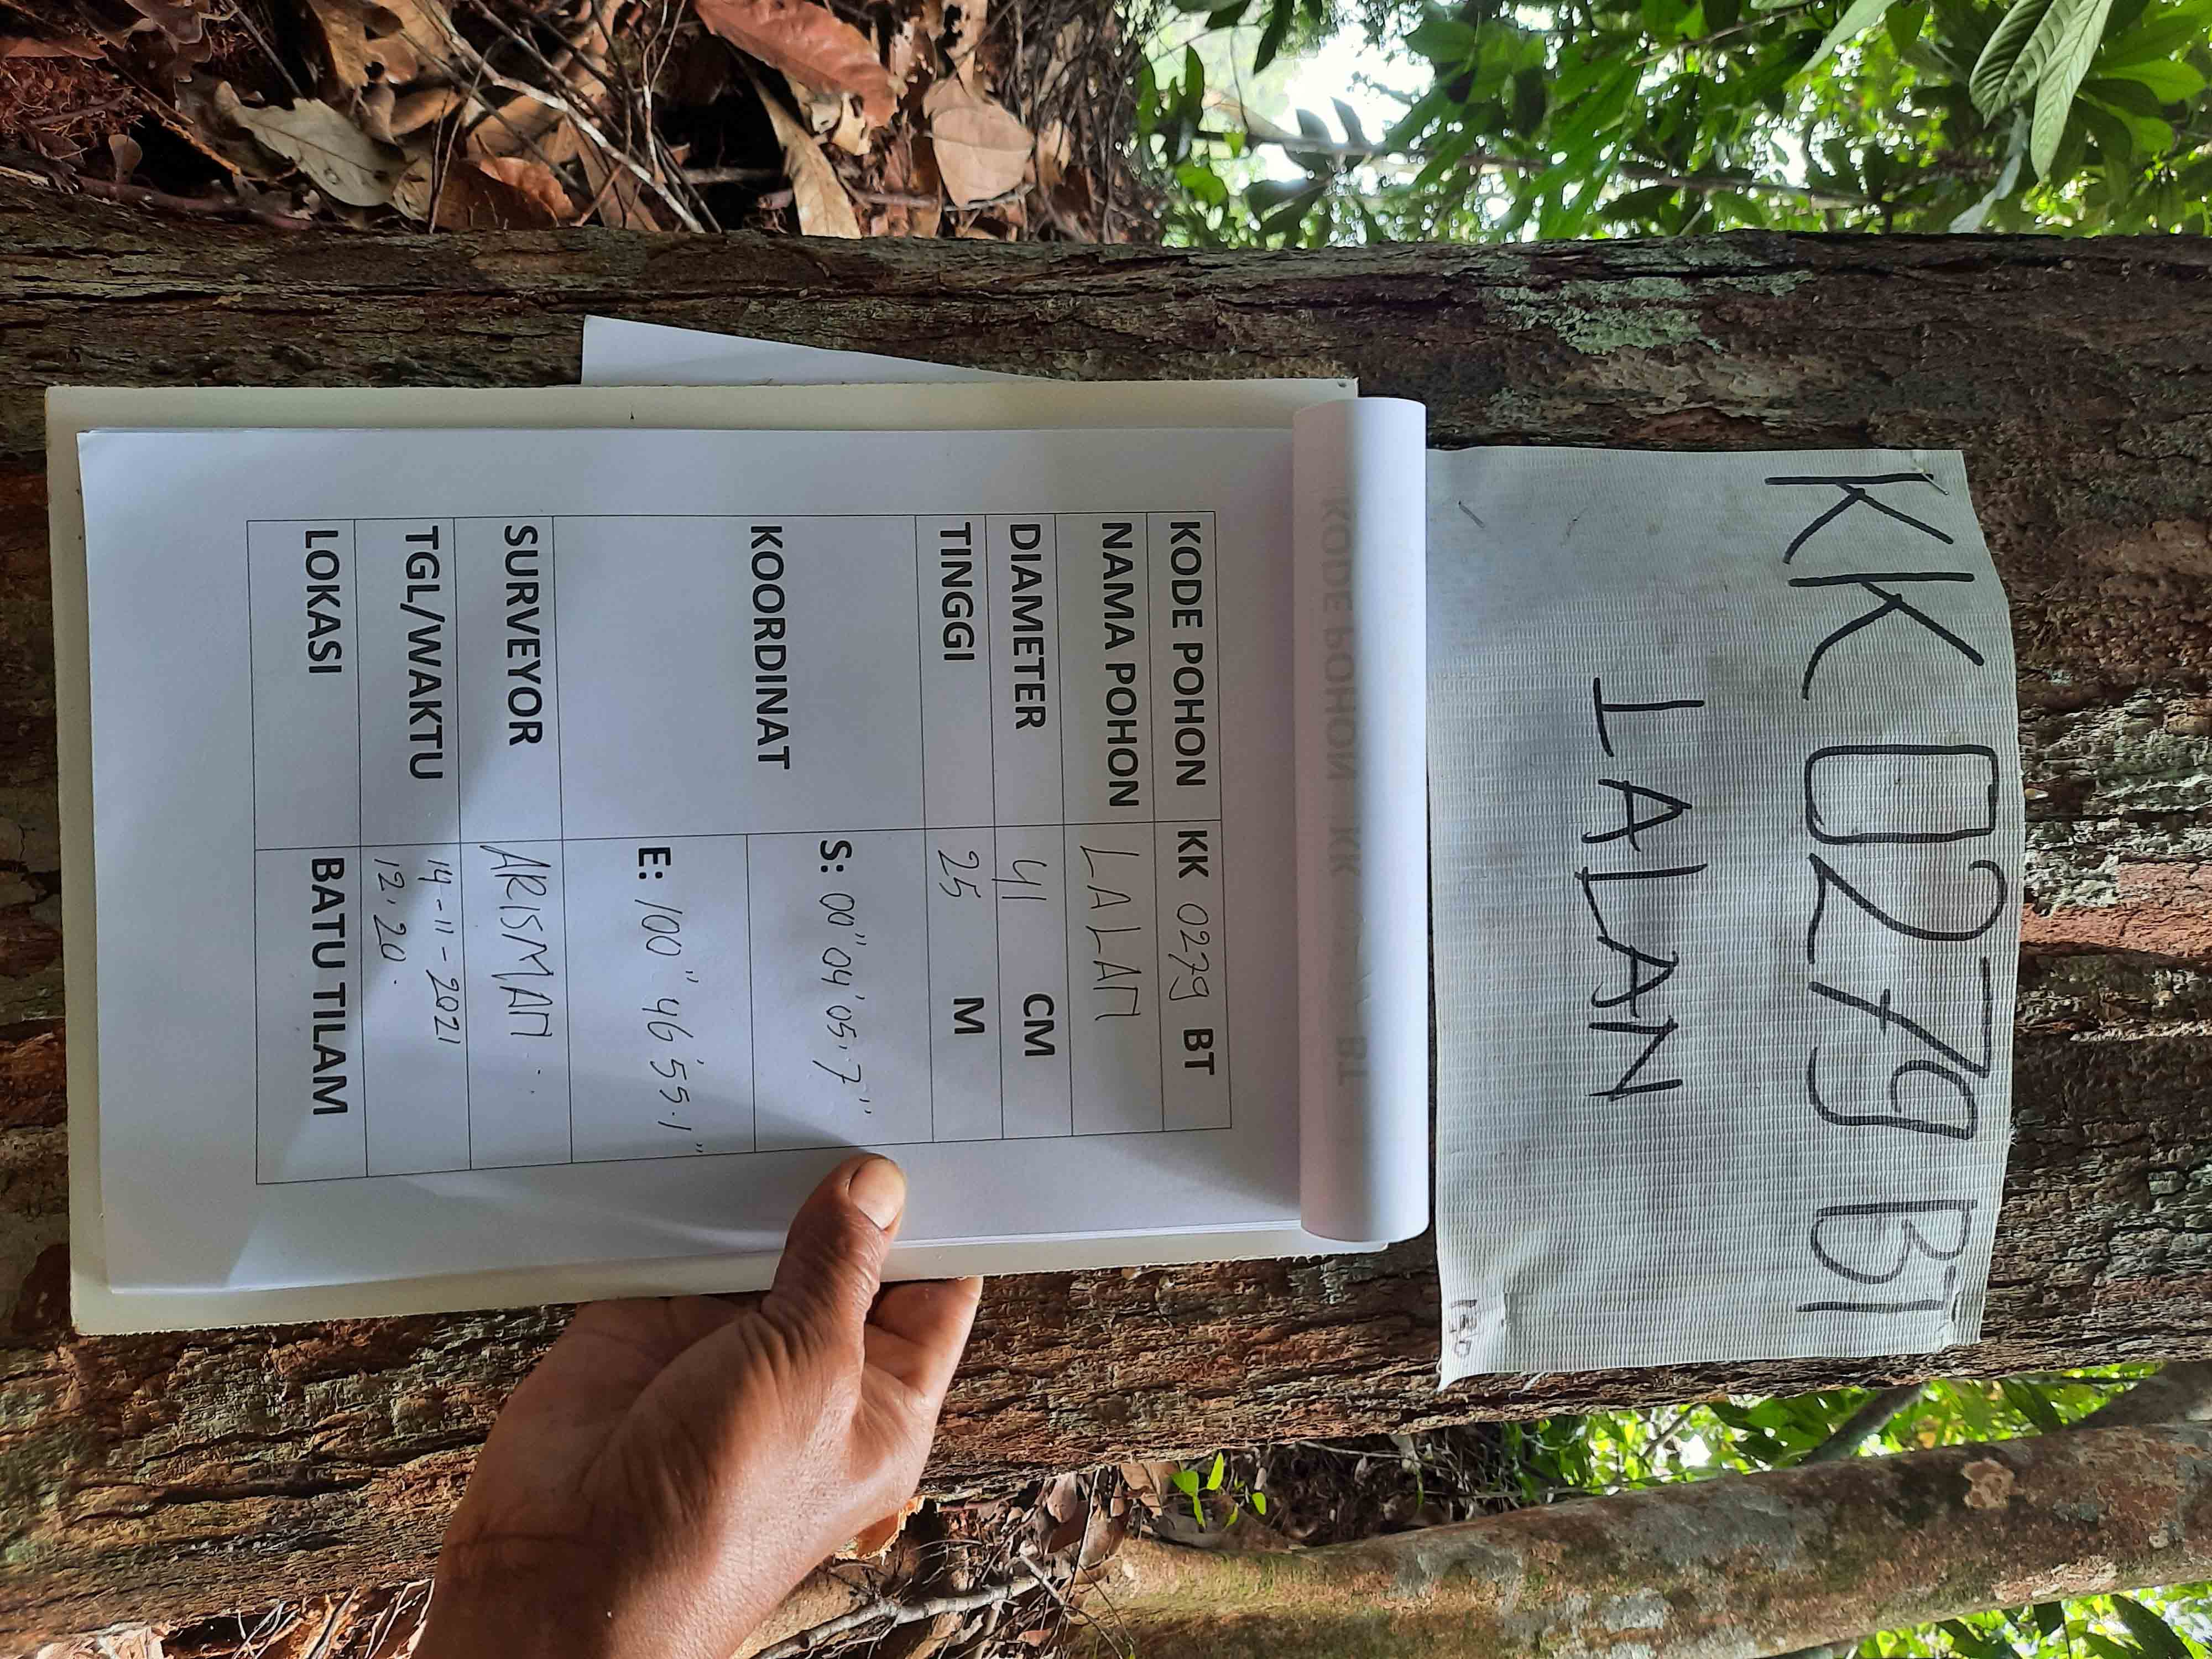 KK 0279 BT
LALAN
KODE POHON KK 0279 BT
NAMA POHON LALAN
DIAMETER 41 CM
TINGGI 25 M
KOORDINAT
S: 00" 04' 05.7"
E: 100" 46' 55.1"
SURVEYOR ARISMAN
TGL/WAKTU 14-11-2021
12.20.
LOKASI BATU TILAM